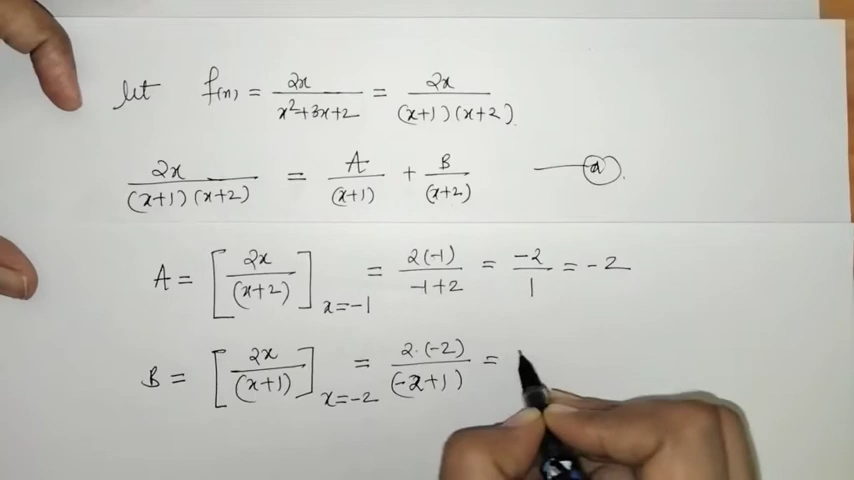 let f(x) = 2x / x²+3x+2 = 2x / (x+1)(x+2).
2x / (x+1)(x+2) = A / (x+1) + B / (x+2) — (a).
A = [2x / (x+2)] x=-1 = 2(-1) / -1+2 = -2 / 1 = -2
B = [2x / (x+1)] x=-2 = 2·(-2) / (-2+1) =